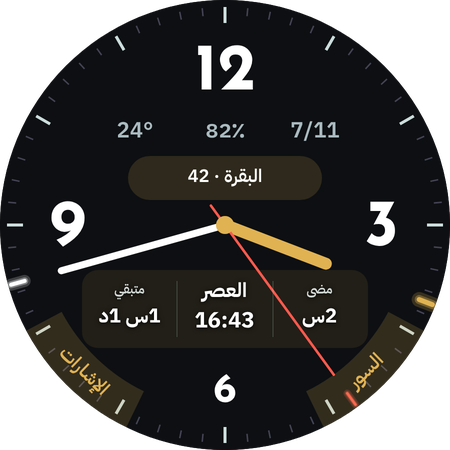 12
24° 82% 7/11
البقرة · 42
9
3
مضى العصر متبقي
2س 16:43 1س 1د
السور
الإشارات
6